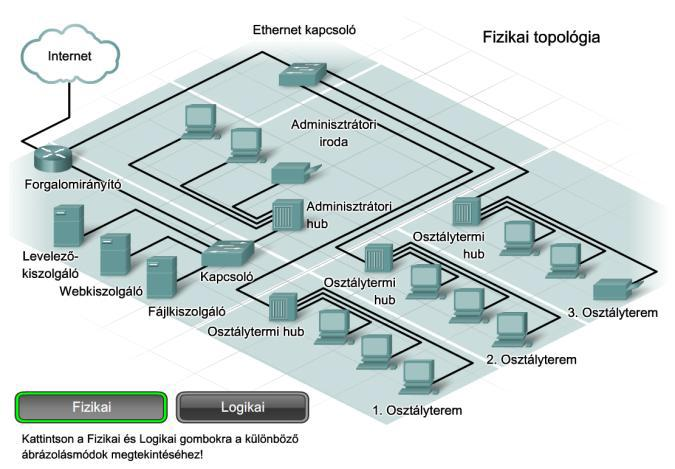 Ethernet kapcsoló
Fizikai topológia
Internet
Adminisztrátori
iroda
Forgalomirányító
Adminisztrátori
hub
Osztálytermi
hub
Levelező-
kiszolgáló
Kapcsoló
Webkiszolgáló
Osztálytermi
hub
Fájlkiszolgáló
3. Osztályterem
Osztálytermi hub
2. Osztályterem
1. Osztályterem
Fizikai
Logikai
Kattintson a Fizikai és Logikai gombokra a különböző
ábrázolásmódok megtekintéséhez!